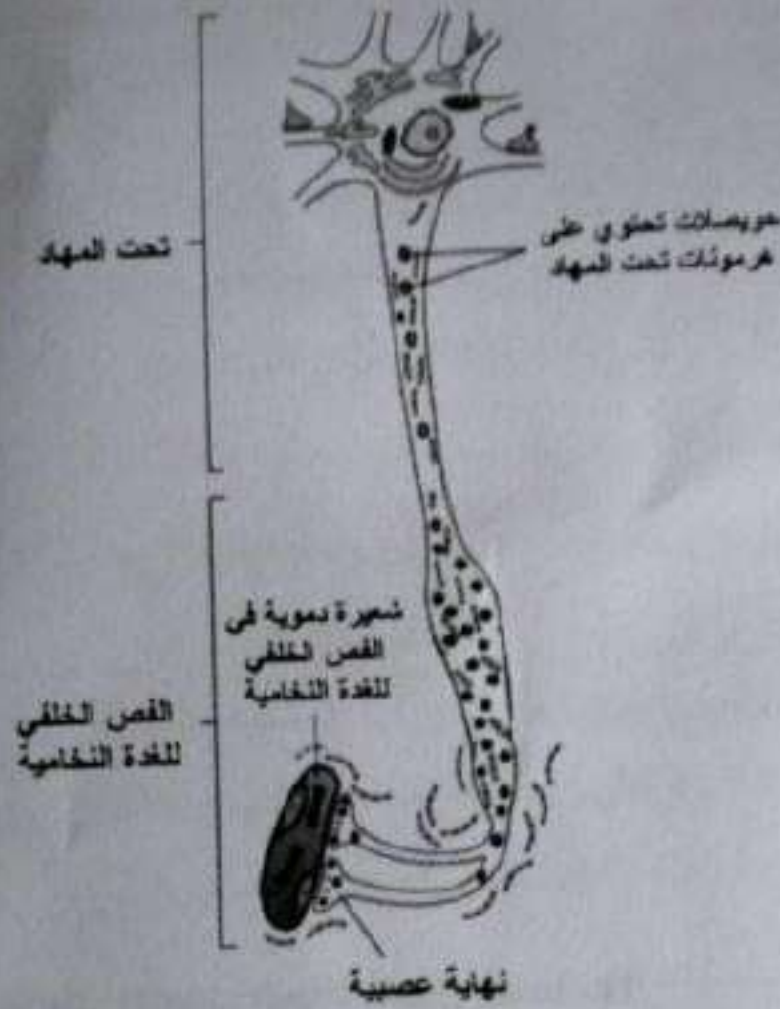 تحت المهاد
حويصلات تحتوي على
هرمونات تحت المهاد
شعيرة دموية في
الفص الخلفي
للغدة النخامية
الفص الخلفي
للغدة النخامية
نهاية عصبية